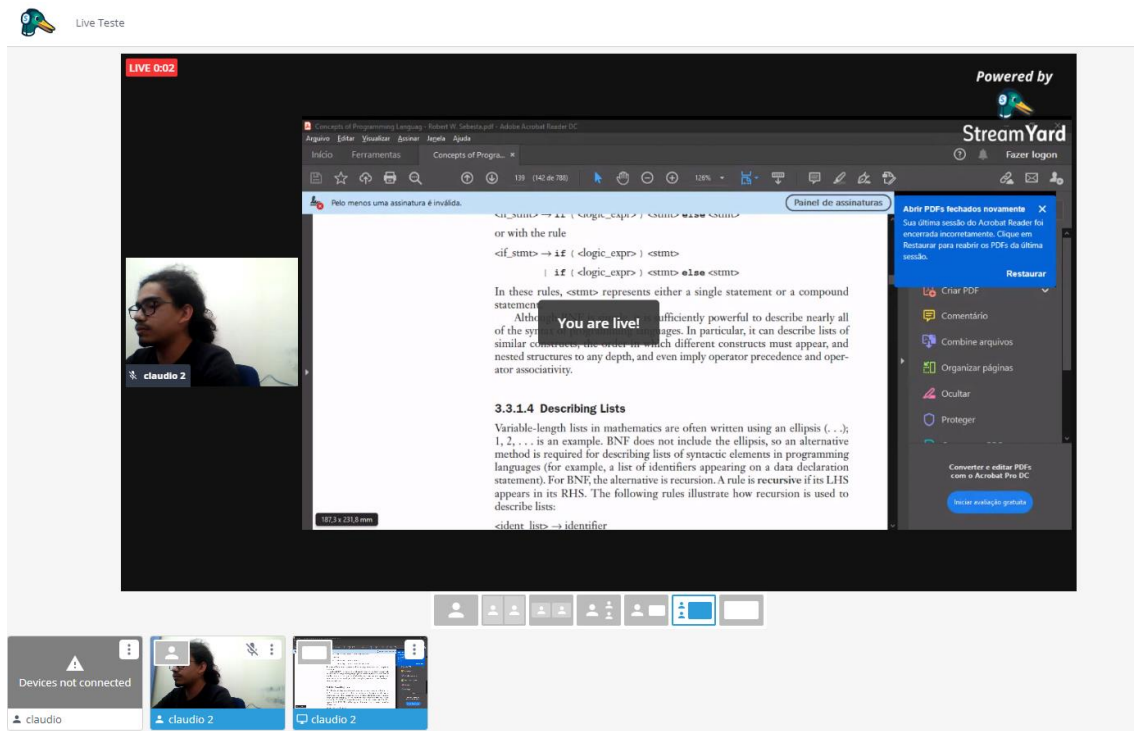 Live Teste
LIVE 0:02
Powered by
StreamYard
Concepts of Programming Languag - Robert W. Sebesta.pdf - Adobe Acrobat Reader DC
Arquivo Editar Visualizar Assinar Janela Ajuda
Início Ferramentas Concepts of Progra... × Fazer logon
139 (142 de 788) 126%
Pelo menos uma assinatura é inválida. Painel de assinaturas
<if_stmt> → if ( <logic_expr> ) <stmt> else <stmt>
or with the rule
<if_stmt> → if ( <logic_expr> ) <stmt>
| if ( <logic_expr> ) <stmt> else <stmt>
In these rules, <stmt> represents either a single statement or a compound
statement
Although sufficiently powerful to describe nearly all
of the syn ages. In particular, it can describe lists of
similar constructs, the order in which different constructs must appear, and
nested structures to any depth, and even imply operator precedence and oper-
ator associativity.
You are live!
3.3.1.4 Describing Lists
Variable-length lists in mathematics are often written using an ellipsis (. . .);
1, 2, . . . is an example. BNF does not include the ellipsis, so an alternative
method is required for describing lists of syntactic elements in programming
languages (for example, a list of identifiers appearing on a data declaration
statement). For BNF, the alternative is recursion. A rule is recursive if its LHS
appears in its RHS. The following rules illustrate how recursion is used to
describe lists:
<ident_list> → identifier
187,3 x 231,8 mm
Abrir PDFs fechados novamente
Sua última sessão do Acrobat Reader foi
encerrada incorretamente. Clique em
Restaurar para reabrir os PDFs da última
sessão.
Restaurar
Criar PDF
Comentário
Combine arquivos
Organizar páginas
Ocultar
Proteger
Converter e editar PDFs
com o Acrobat Pro DC
Iniciar avaliação gratuita
claudio 2
Devices not connected
claudio
claudio 2
claudio 2